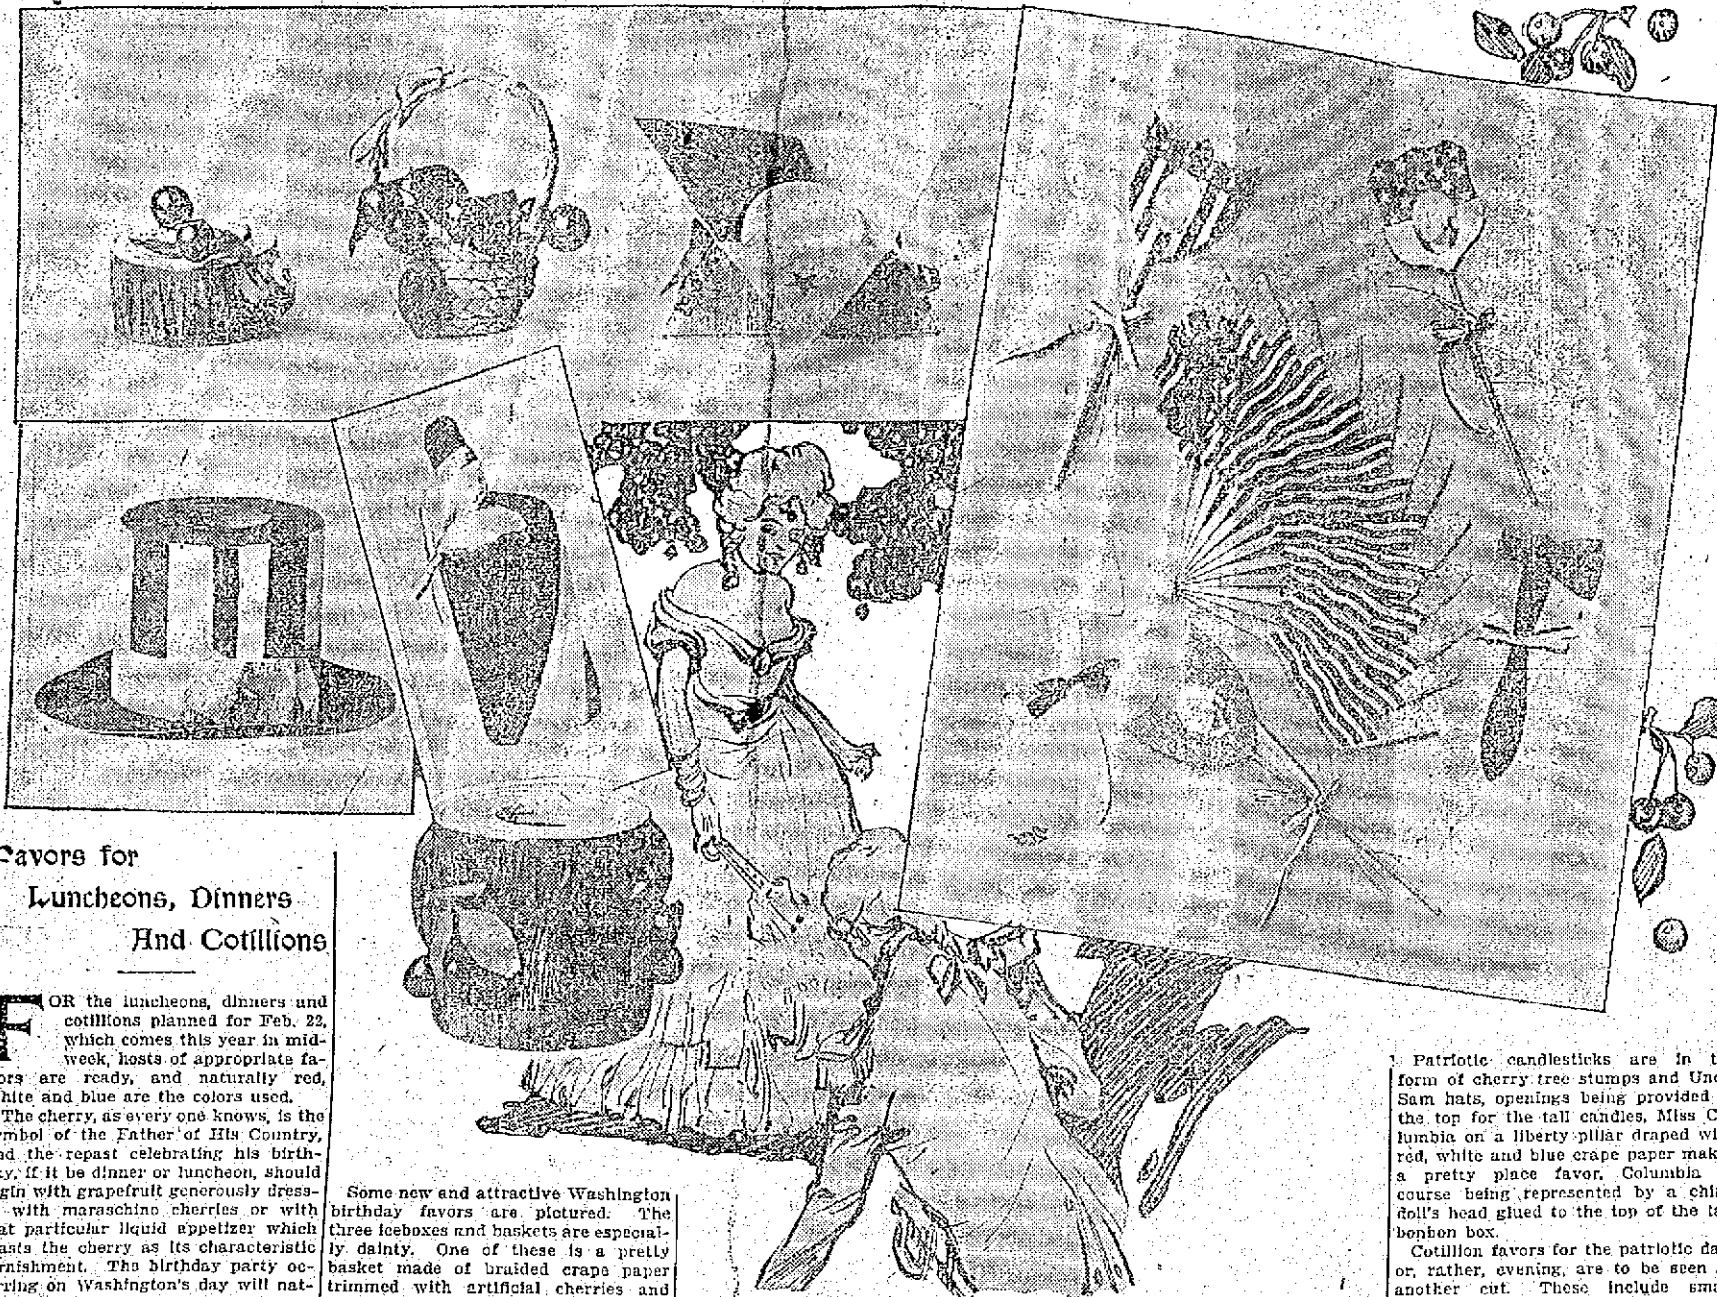 Favors for
Luncheons, Dinners
And Cotillions
FOR the luncheons, dinners and
cotillions planned for Feb. 22,
which comes this year in mid-
week, hosts of appropriate fa-
ors are ready, and naturally red,
hite and blue are the colors used.
The cherry, as every one knows, is the
mbol of the Father of His Country,
nd the repast celebrating his birth-
y, if it be dinner or luncheon, should
gin with grapefruit generously dress-
with maraschino cherries or with
at particular liquid appetizer which
asts the cherry as its characteristic
rnishment. The birthday party oc-
rring on Washington's day will nat-
Some new and attractive Washington
birthday favors are pictured. The
three iceboxes and baskets are especial-
ly dainty. One of these is a pretty
basket made of braided crape paper
trimmed with artificial cherries and
Patriotic candlesticks are in t
form of cherry tree stumps and Unc
Sam hats, openings being provided
the top for the tall candles, Miss C
lumbia on a liberty pillar draped wi
red, white and blue crape paper mak
a pretty place favor, Columbia
course being represented by a chi
doll's head glued to the top of the ta
bonbon box.
Cotillion favors for the patriotic da
or, rather, evening, are to be seen
another cut. These include sma